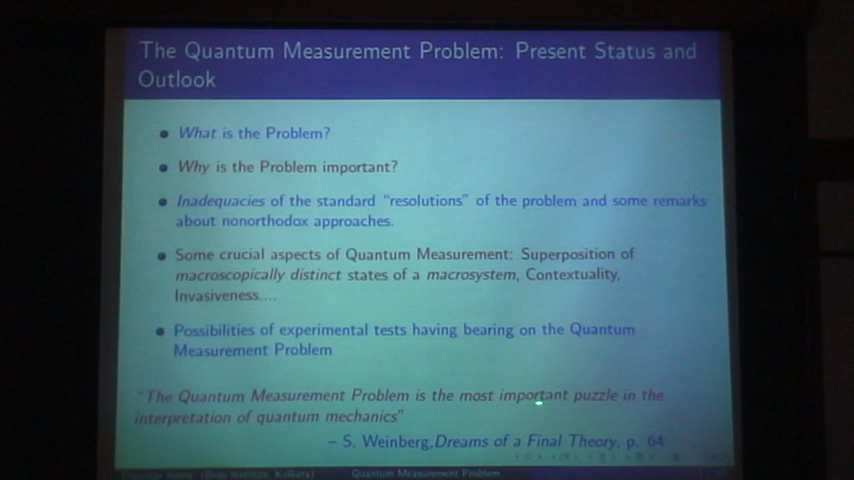 The Quantum Measurement Problem: Present Status and
Outlook
What is the Problem?
Why is the Problem important?
Inadequacies of the standard "resolutions" of the problem and some remarks
about nonorthodox approaches.
Some crucial aspects of Quantum Measurement: Superposition of
macroscopically distinct states of a macrosystem, Contextuality,
Invasiveness....
Possibilities of experimental tests having bearing on the Quantum
Measurement Problem
"The Quantum Measurement Problem is the most important puzzle in the
interpretation of quantum mechanics"
– S. Weinberg,Dreams of a Final Theory, p. 64
(Bose Institute, Kolkata) Quantum Measurement Problem